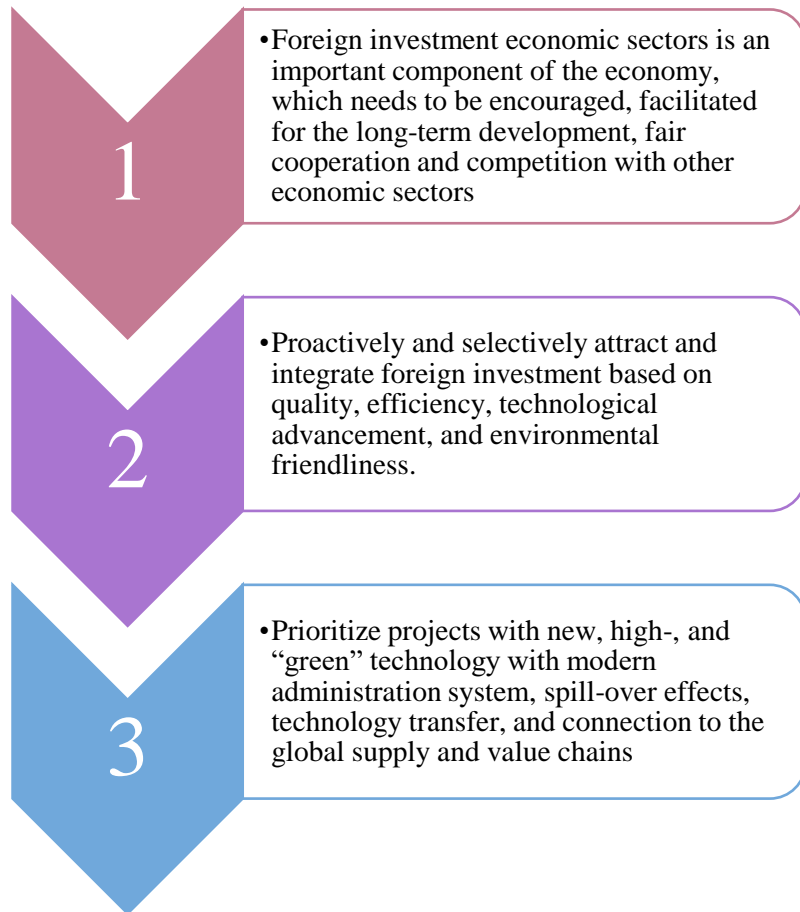 1
•Foreign investment economic sectors is an
important component of the economy,
which needs to be encouraged, facilitated
for the long-term development, fair
cooperation and competition with other
economic sectors
2
•Proactively and selectively attract and
integrate foreign investment based on
quality, efficiency, technological
advancement, and environmental
friendliness.
3
•Prioritize projects with new, high-, and
“green” technology with modern
administration system, spill-over effects,
technology transfer, and connection to the
global supply and value chains